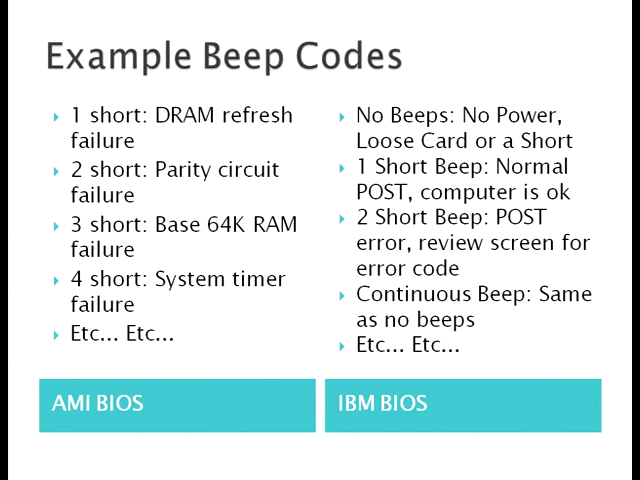 Example Beep Codes
1 short: DRAM refresh
failure
2 short: Parity circuit
failure
3 short: Base 64K RAM
failure
4 short: System timer
failure
Etc... Etc...
AMI BIOS
No Beeps: No Power,
Loose Card or a Short
1 Short Beep: Normal
POST, computer is ok
2 Short Beep: POST
error, review screen for
error code
Continuous Beep: Same
as no beeps
Etc... Etc...
IBM BIOS